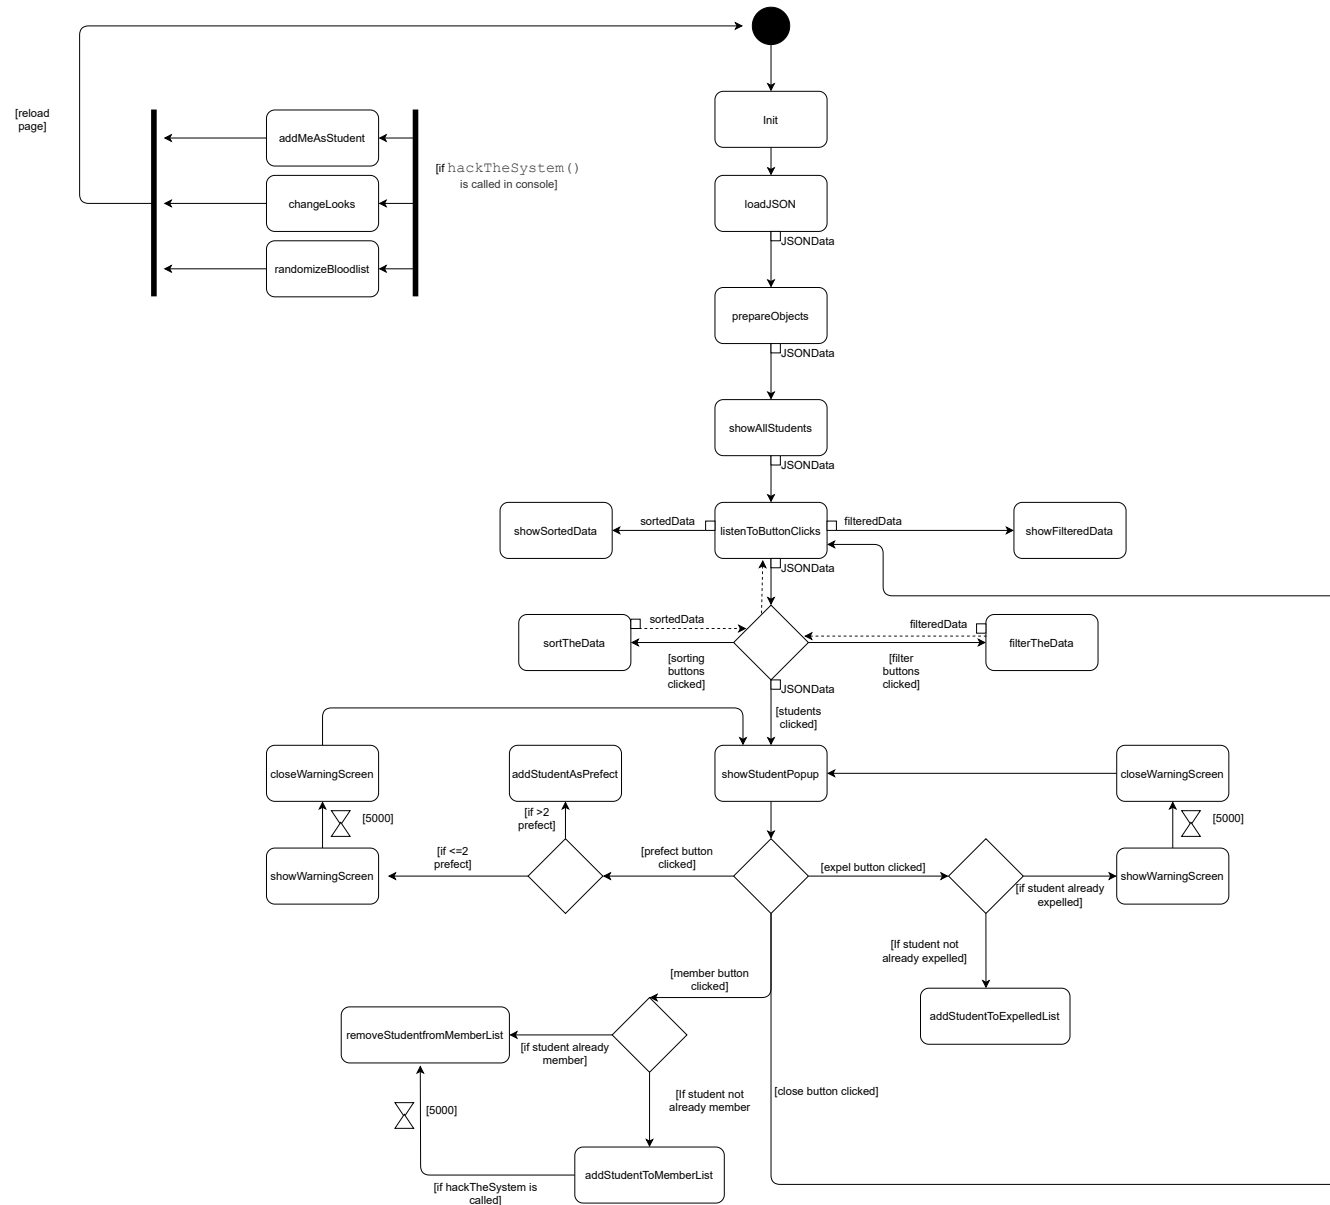 [reload
page]
addMeAsStudent
changeLooks
randomizeBloodlist
[if hackTheSystem()
is called in console]
Init
loadJSON
JSONData
prepareObjects
JSONData
showAllStudents
JSONData
showSortedData
sortedData
listenToButtonClicks
filteredData
showFilteredData
JSONData
sortTheData
sortedData
[sorting
buttons
clicked]
filteredData
[filter
buttons
clicked]
filterTheData
JSONData
[students
clicked]
closeWarningScreen
addStudentAsPrefect
showStudentPopup
closeWarningScreen
[5000]
[if >2
prefect]
[5000]
showWarningScreen
[if <=2
prefect]
[prefect button
clicked]
[expel button clicked]
[if student already
expelled]
showWarningScreen
[If student not
already expelled]
addStudentToExpelledList
[member button
clicked]
removeStudentfromMemberList
[if student already
member]
[If student not
already member
[close button clicked]
[5000]
addStudentToMemberList
[if hackTheSystem is
called]